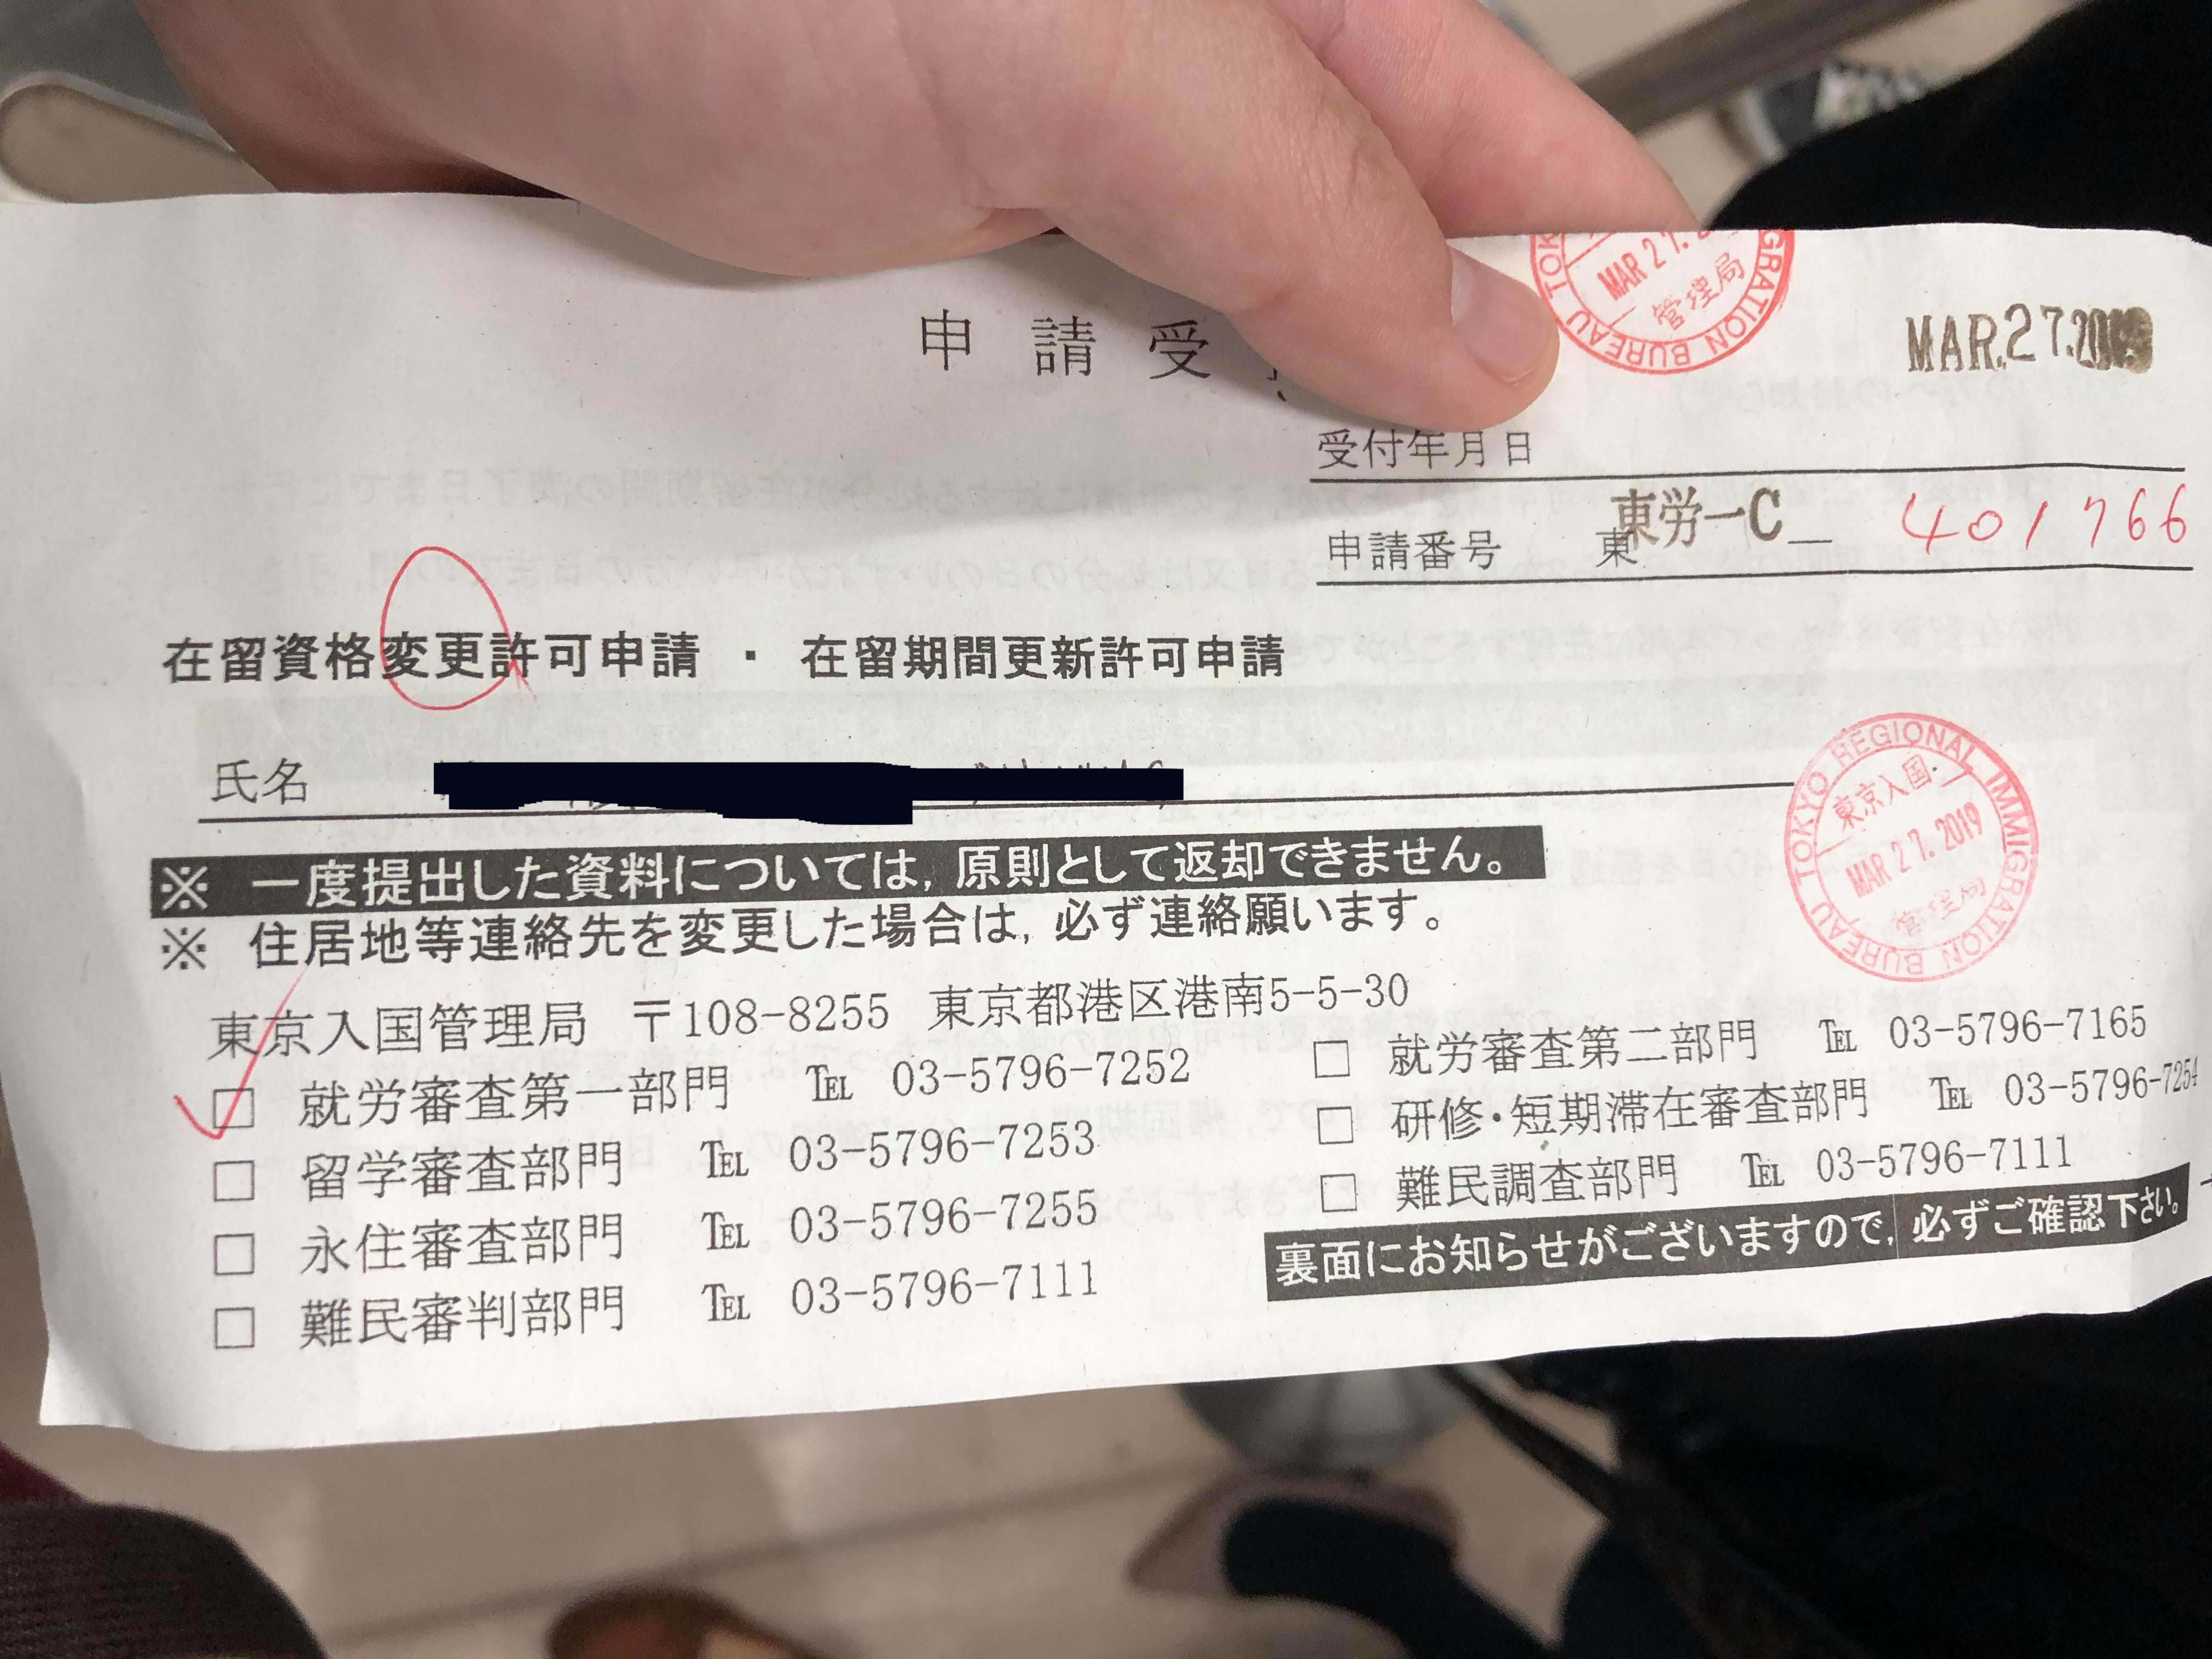 申請受
MAR 27.
管理局
TOK GRATION BUREAU
MAR.27.2019
受付年月日
申請番号 東 東労一C 401766
在留資格変更許可申請 ・ 在留期間更新許可申請
氏名
TOKYO REGIONAL IMMIGRATION BUREAU
東京入国
MAR 27. 2019
管理局
※ 一度提出した資料については，原則として返却できません。
※ 住居地等連絡先を変更した場合は，必ず連絡願います。
東京入国管理局 〒108-8255 東京都港区港南5-5-30
□ 就労審査第一部門 TEL 03-5796-7252
□ 就労審査第二部門 TEL 03-5796-7165
□ 留学審査部門 TEL 03-5796-7253
□ 研修・短期滞在審査部門 TEL 03-5796-7254
□ 永住審査部門 TEL 03-5796-7255
□ 難民調査部門 TEL 03-5796-7111
□ 難民審判部門 TEL 03-5796-7111
裏面にお知らせがございますので，必ずご確認下さい。